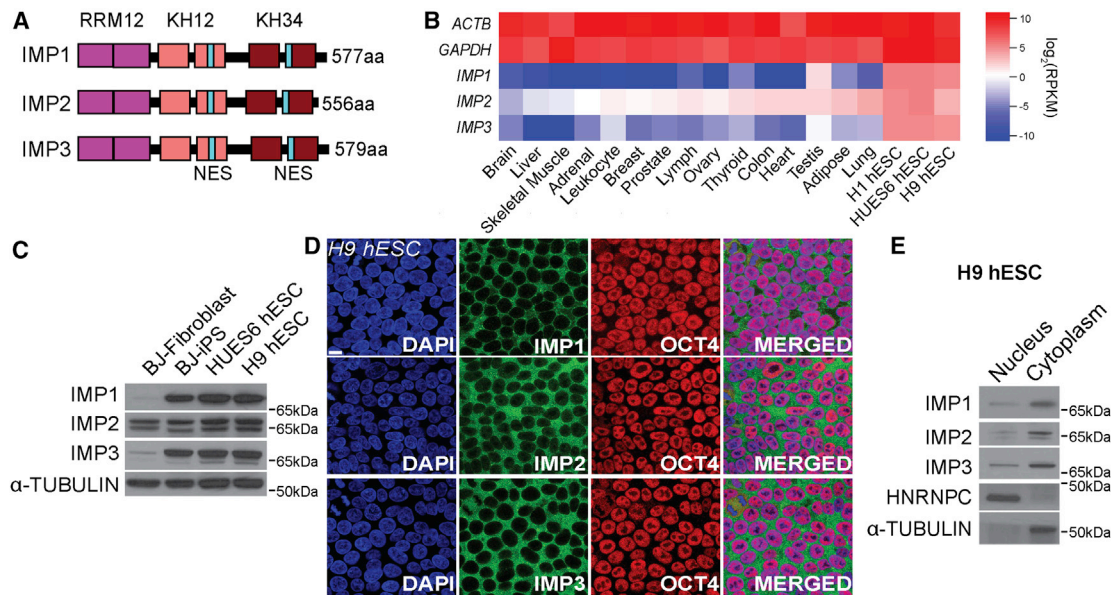 A
RRM12 KH12 KH34
IMP1 577aa
IMP2 556aa
IMP3 579aa
NES NES
B
ACTB
GAPDH
IMP1
IMP2
IMP3
10
5
0
-5
-10
log2(RPKM)
Brain
Liver
Skeletal Muscle
Adrenal
Leukocyte
Breast
Prostate
Lymph
Ovary
Thyroid
Colon
Heart
Testis
Adipose
Lung
H1 hESC
HUES6 hESC
H9 hESC
C
BJ-Fibroblast
BJ-iPS
HUES6 hESC
H9 hESC
IMP1 65kDa
IMP2 65kDa
IMP3 65kDa
α-TUBULIN 50kDa
D
H9 hESC
DAPI IMP1 OCT4 MERGED
DAPI IMP2 OCT4 MERGED
DAPI IMP3 OCT4 MERGED
E
H9 hESC
Nucleus
Cytoplasm
IMP1 65kDa
IMP2 65kDa
IMP3 65kDa
HNRNPC 50kDa
α-TUBULIN 50kDa